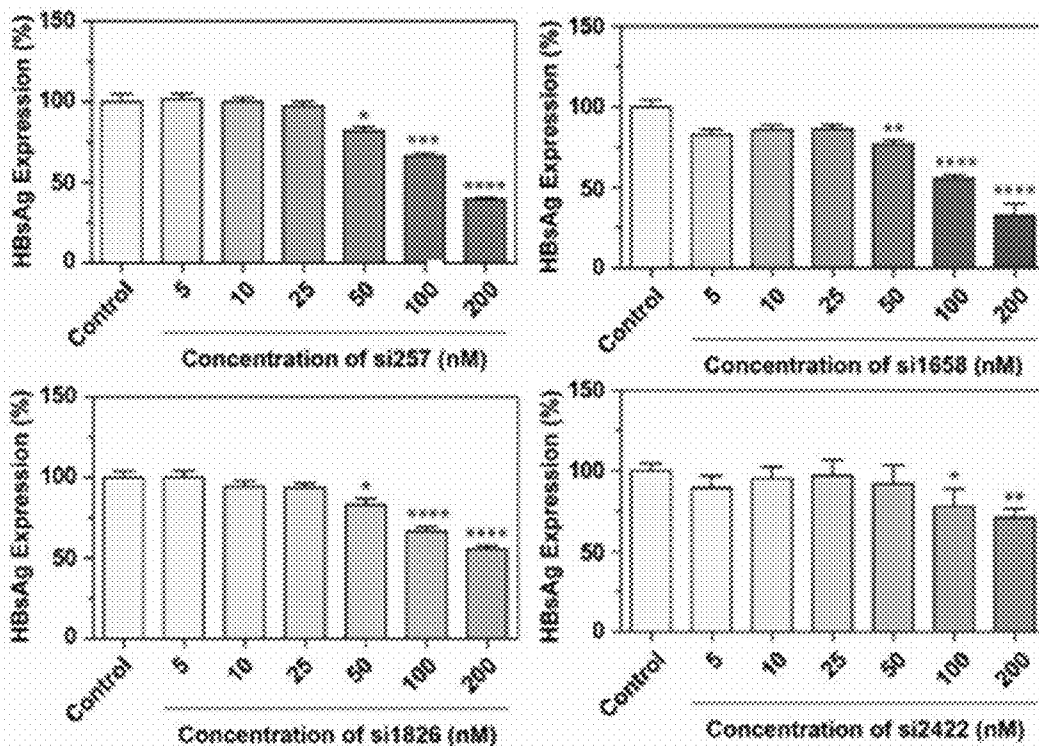 HBsAg Expression (%)
150
100
50
0
*
***
****
Control 5 10 25 50 100 200
Concentration of si257 (nM)
HBsAg Expression (%)
150
100
50
0
**
****
****
Control 5 10 25 50 100 200
Concentration of si1658 (nM)
HBsAg Expression (%)
150
100
50
0
*
****
****
Control 5 10 25 50 100 200
Concentration of si1826 (nM)
HBsAg Expression (%)
150
100
50
0
*
**
Control 5 10 25 50 100 200
Concentration of si2422 (nM)